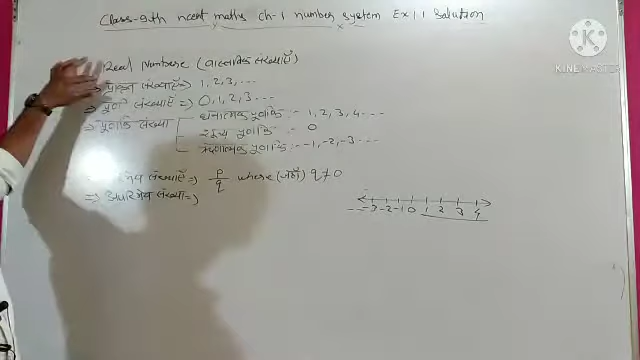 Class-9th ncert maths Ch-1 number system Ex 1.1 Solution
Real Numbers (वास्तविक संख्याएँ)
⇒ प्राकृत संख्याएँ ⇒ 1, 2, 3, ...
⇒ पूर्ण संख्याएँ ⇒ 0, 1, 2, 3 ...
⇒ पूर्णांक संख्या
धनात्मक पूर्णांक :- 1, 2, 3, 4 ...
शून्य पूर्णांक :- 0
ऋणात्मक पूर्णांक :- -1, -2, -3 ...
संख्याएँ ⇒ p/q where (जहाँ) q ≠ 0
⇒ अपरिमेय संख्या ⇒
-3 -2 -1 0 1 2 3 4
KINEMASTER